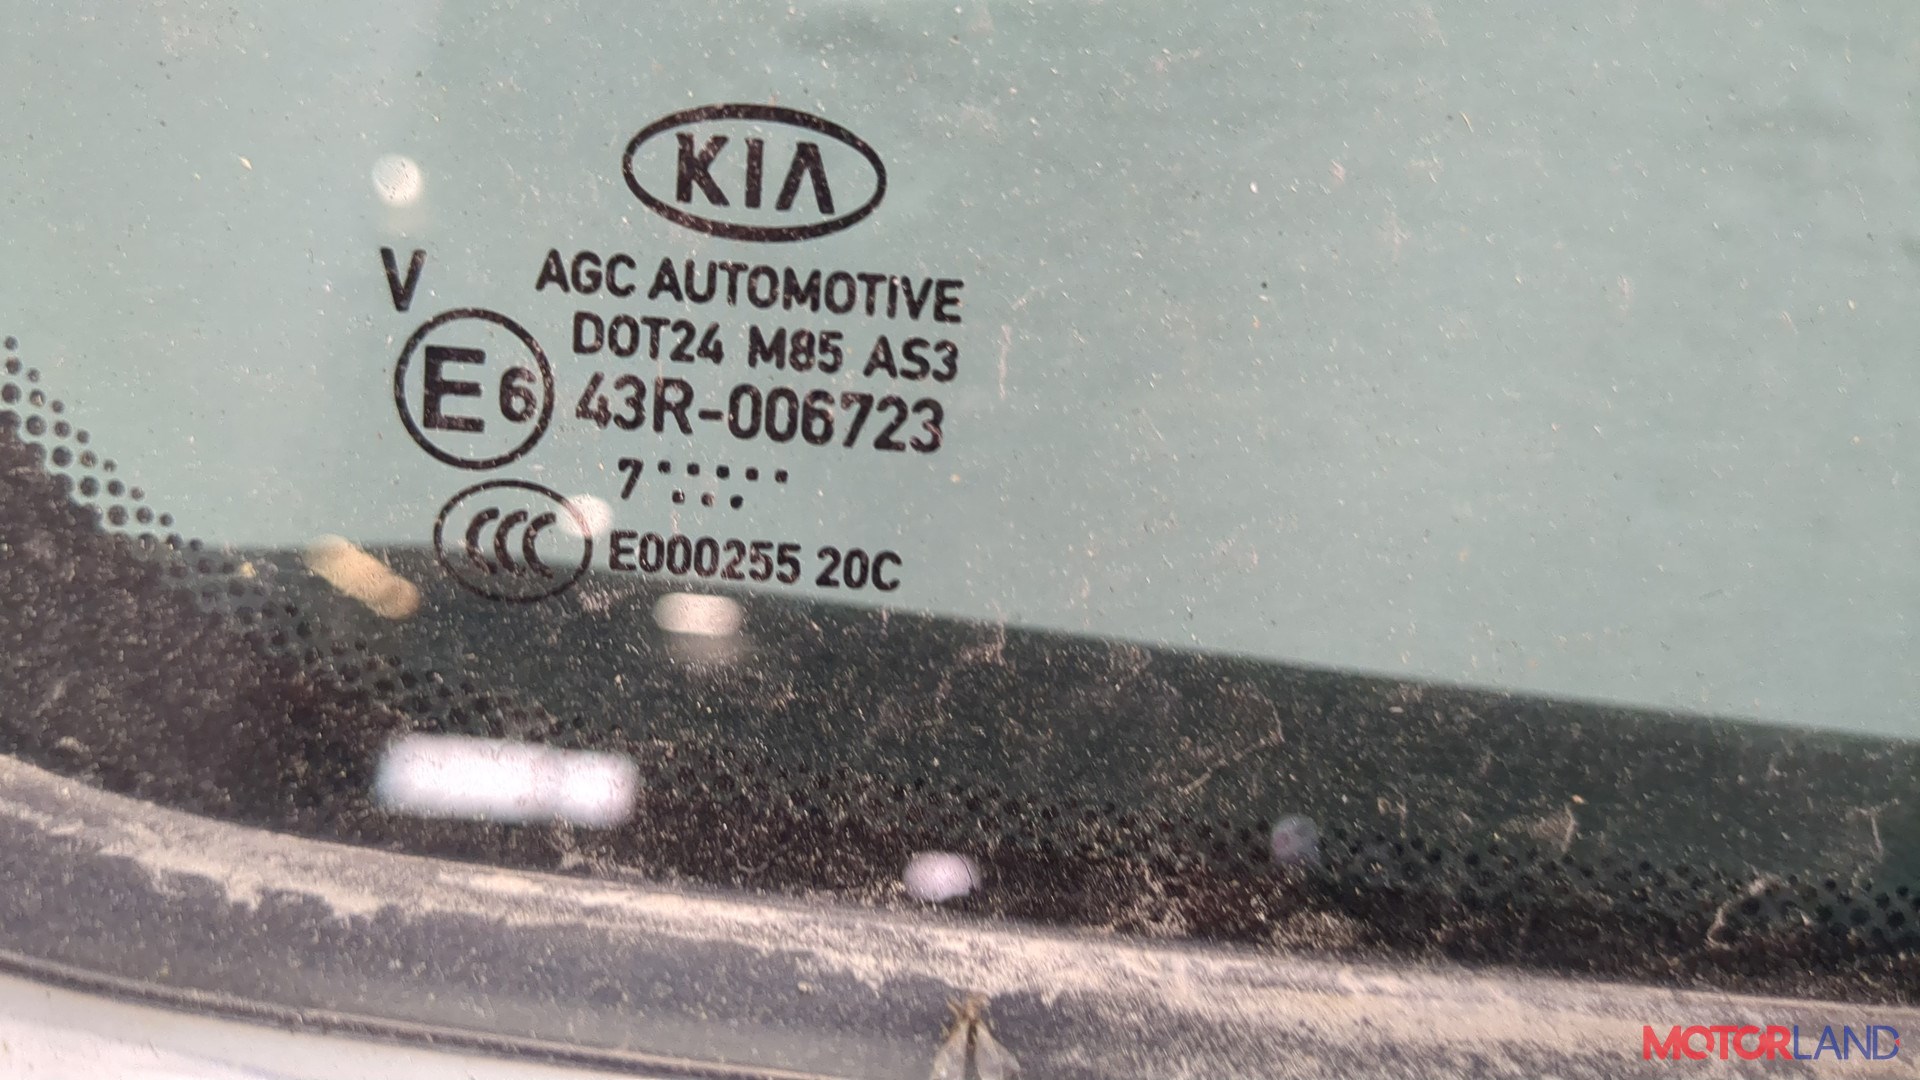 KIA
V
AGC AUTOMOTIVE
DOT24 M85 AS3
E6 43R-006723
7
CCC E000255 20C
MOTORLAND